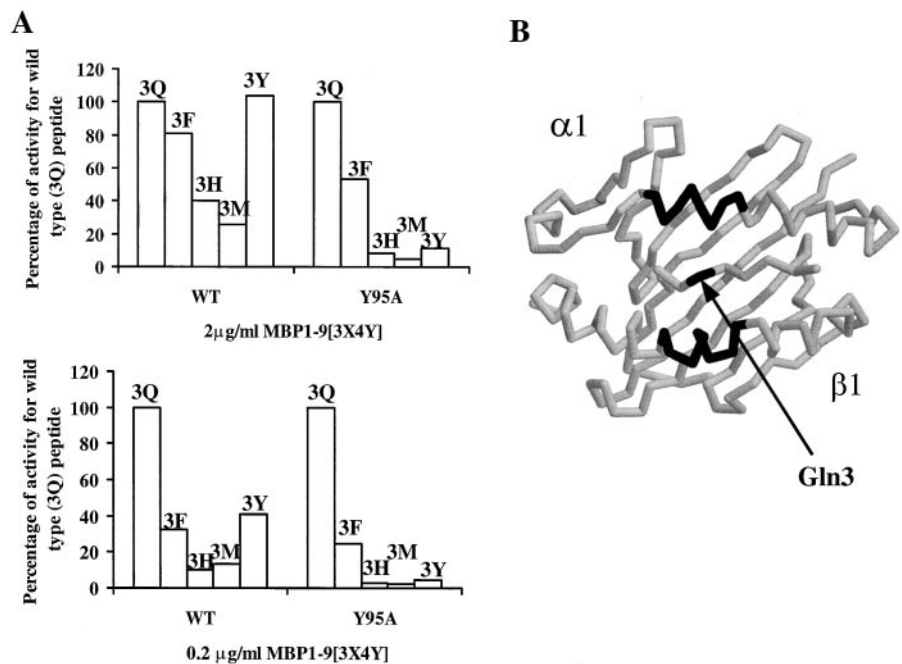 A
Percentage of activity for wild
type (3Q) peptide
120
100
80
60
40
20
0
3Q
3F
3H
3M
3Y
3Q
3F
3H
3M
3Y
WT
Y95A
2μg/ml MBP1-9[3X4Y]
Percentage of activity for wild
type (3Q) peptide
120
100
80
60
40
20
0
3Q
3F
3H
3M
3Y
3Q
3F
3H
3M
3Y
WT
Y95A
0.2 μg/ml MBP1-9[3X4Y]
B
α1
β1
Gln3